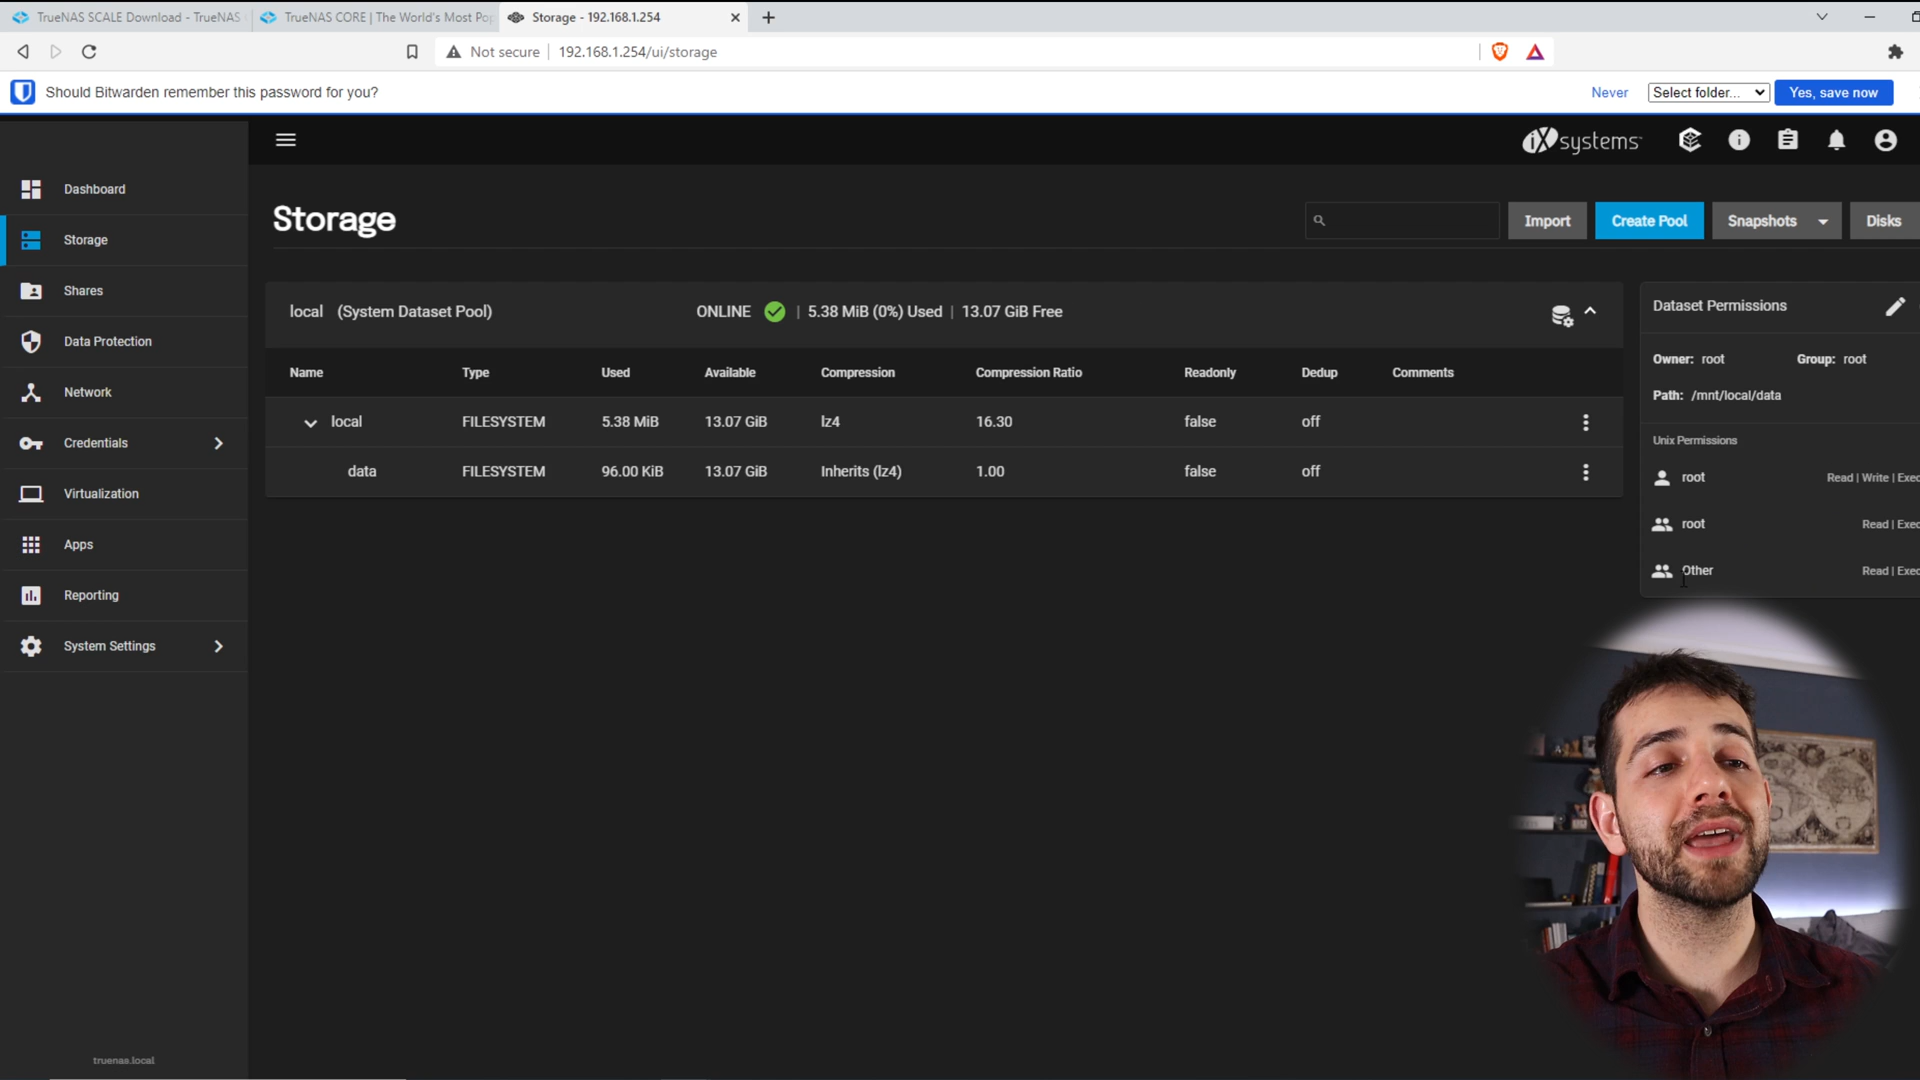 TrueNAS SCALE Download - TrueNAS
TrueNAS CORE | The World's Most Pop
Storage - 192.168.1.254
Not secure
192.168.1.254/ui/storage
Should Bitwarden remember this password for you?
Never
Select folder...
Yes, save now
iXsystems
Dashboard
Storage
Shares
Data Protection
Network
Credentials
Virtualization
Apps
Reporting
System Settings
truenas.local
Storage
Import
Create Pool
Snapshots
Disks
local (System Dataset Pool) ONLINE | 5.38 MiB (0%) Used | 13.07 GiB Free
Name Type Used Available Compression Compression Ratio Readonly Dedup Comments
local FILESYSTEM 5.38 MiB 13.07 GiB lz4 16.30 false off
data FILESYSTEM 96.00 KiB 13.07 GiB Inherits (lz4) 1.00 false off
Dataset Permissions
Owner: root Group: root
Path: /mnt/local/data
Unix Permissions
root Read | Write | Exec
root Read | Exec
Other Read | Exec